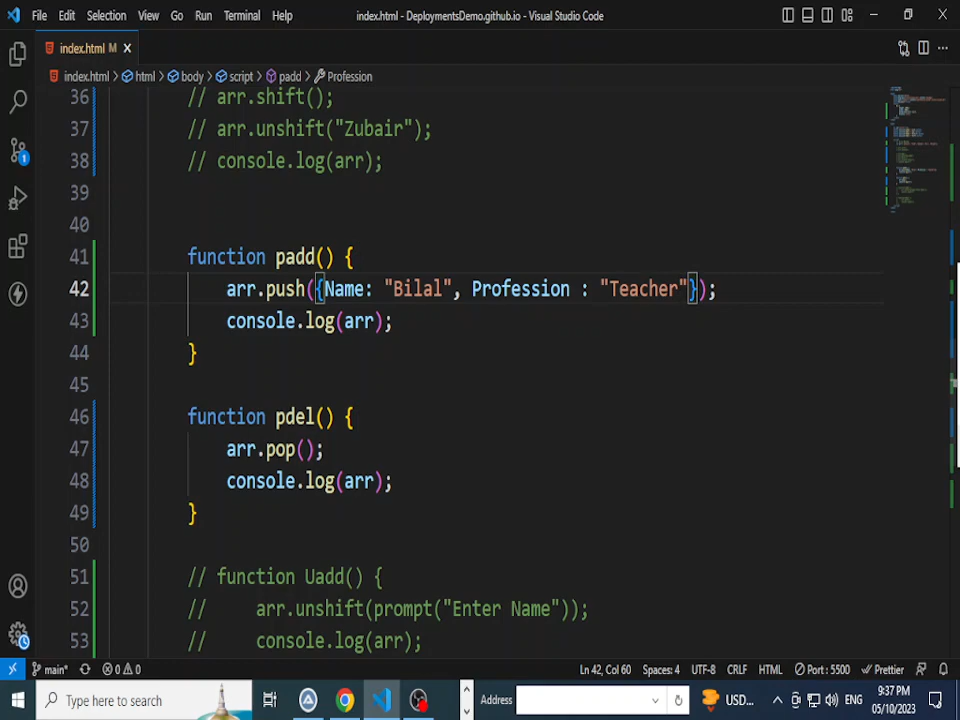 File Edit Selection View Go Run Terminal Help index.html - DeploymentsDemo.github.io - Visual Studio Code
index.html M
index.html > html > body > script > padd > Profession
36 // arr.shift();
37 // arr.unshift("Zubair");
38 // console.log(arr);
39
40
41 function padd() {
42 arr.push({Name: "Bilal", Profession : "Teacher"});
43 console.log(arr);
44 }
45
46 function pdel() {
47 arr.pop();
48 console.log(arr);
49 }
50
51 // function Uadd() {
52 // arr.unshift(prompt("Enter Name"));
53 // console.log(arr);
1
main* 0 0 Ln 42, Col 60 Spaces: 4 UTF-8 CRLF HTML Port : 5500 Prettier
Type here to search Address USD... ENG 9:37 PM
05/10/2023